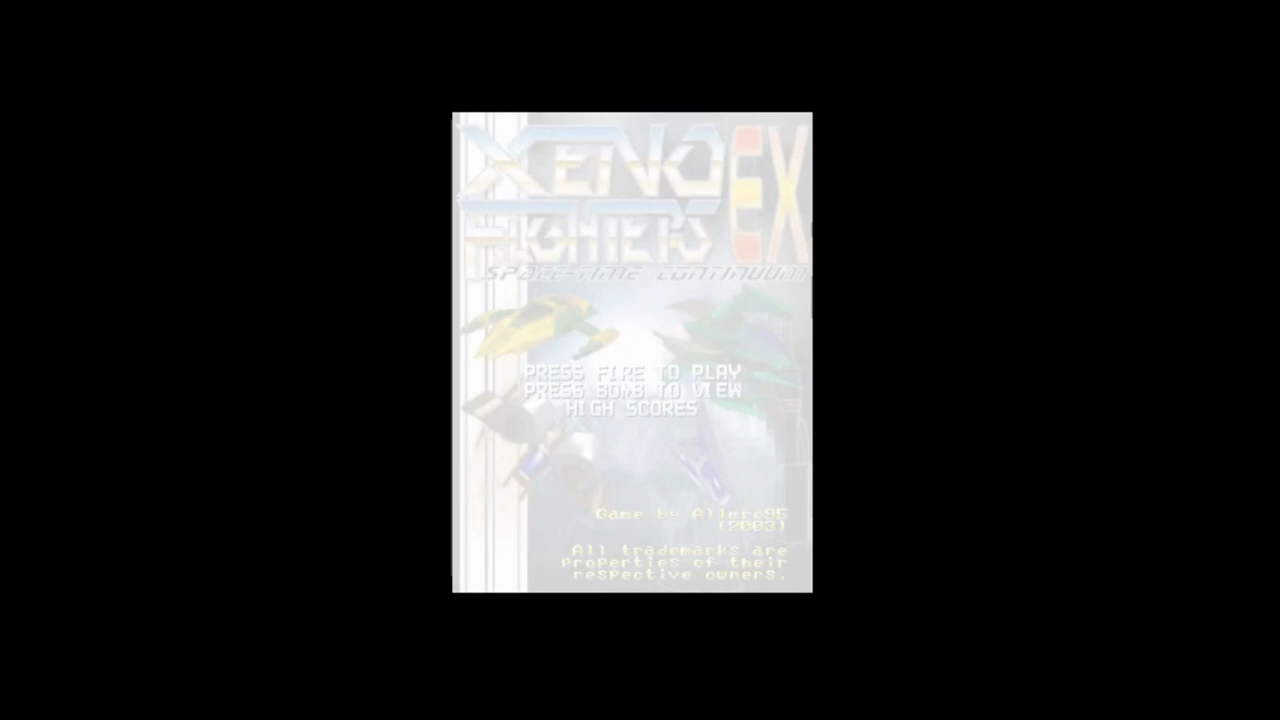 XENO EX
FIGHTERS
SPACE-TIME CONTINUUM
PRESS FIRE TO PLAY
PRESS BOMB TO VIEW
HIGH SCORES
Game by Allero95
(2003)
All trademarks are
properties of their
respective owners.